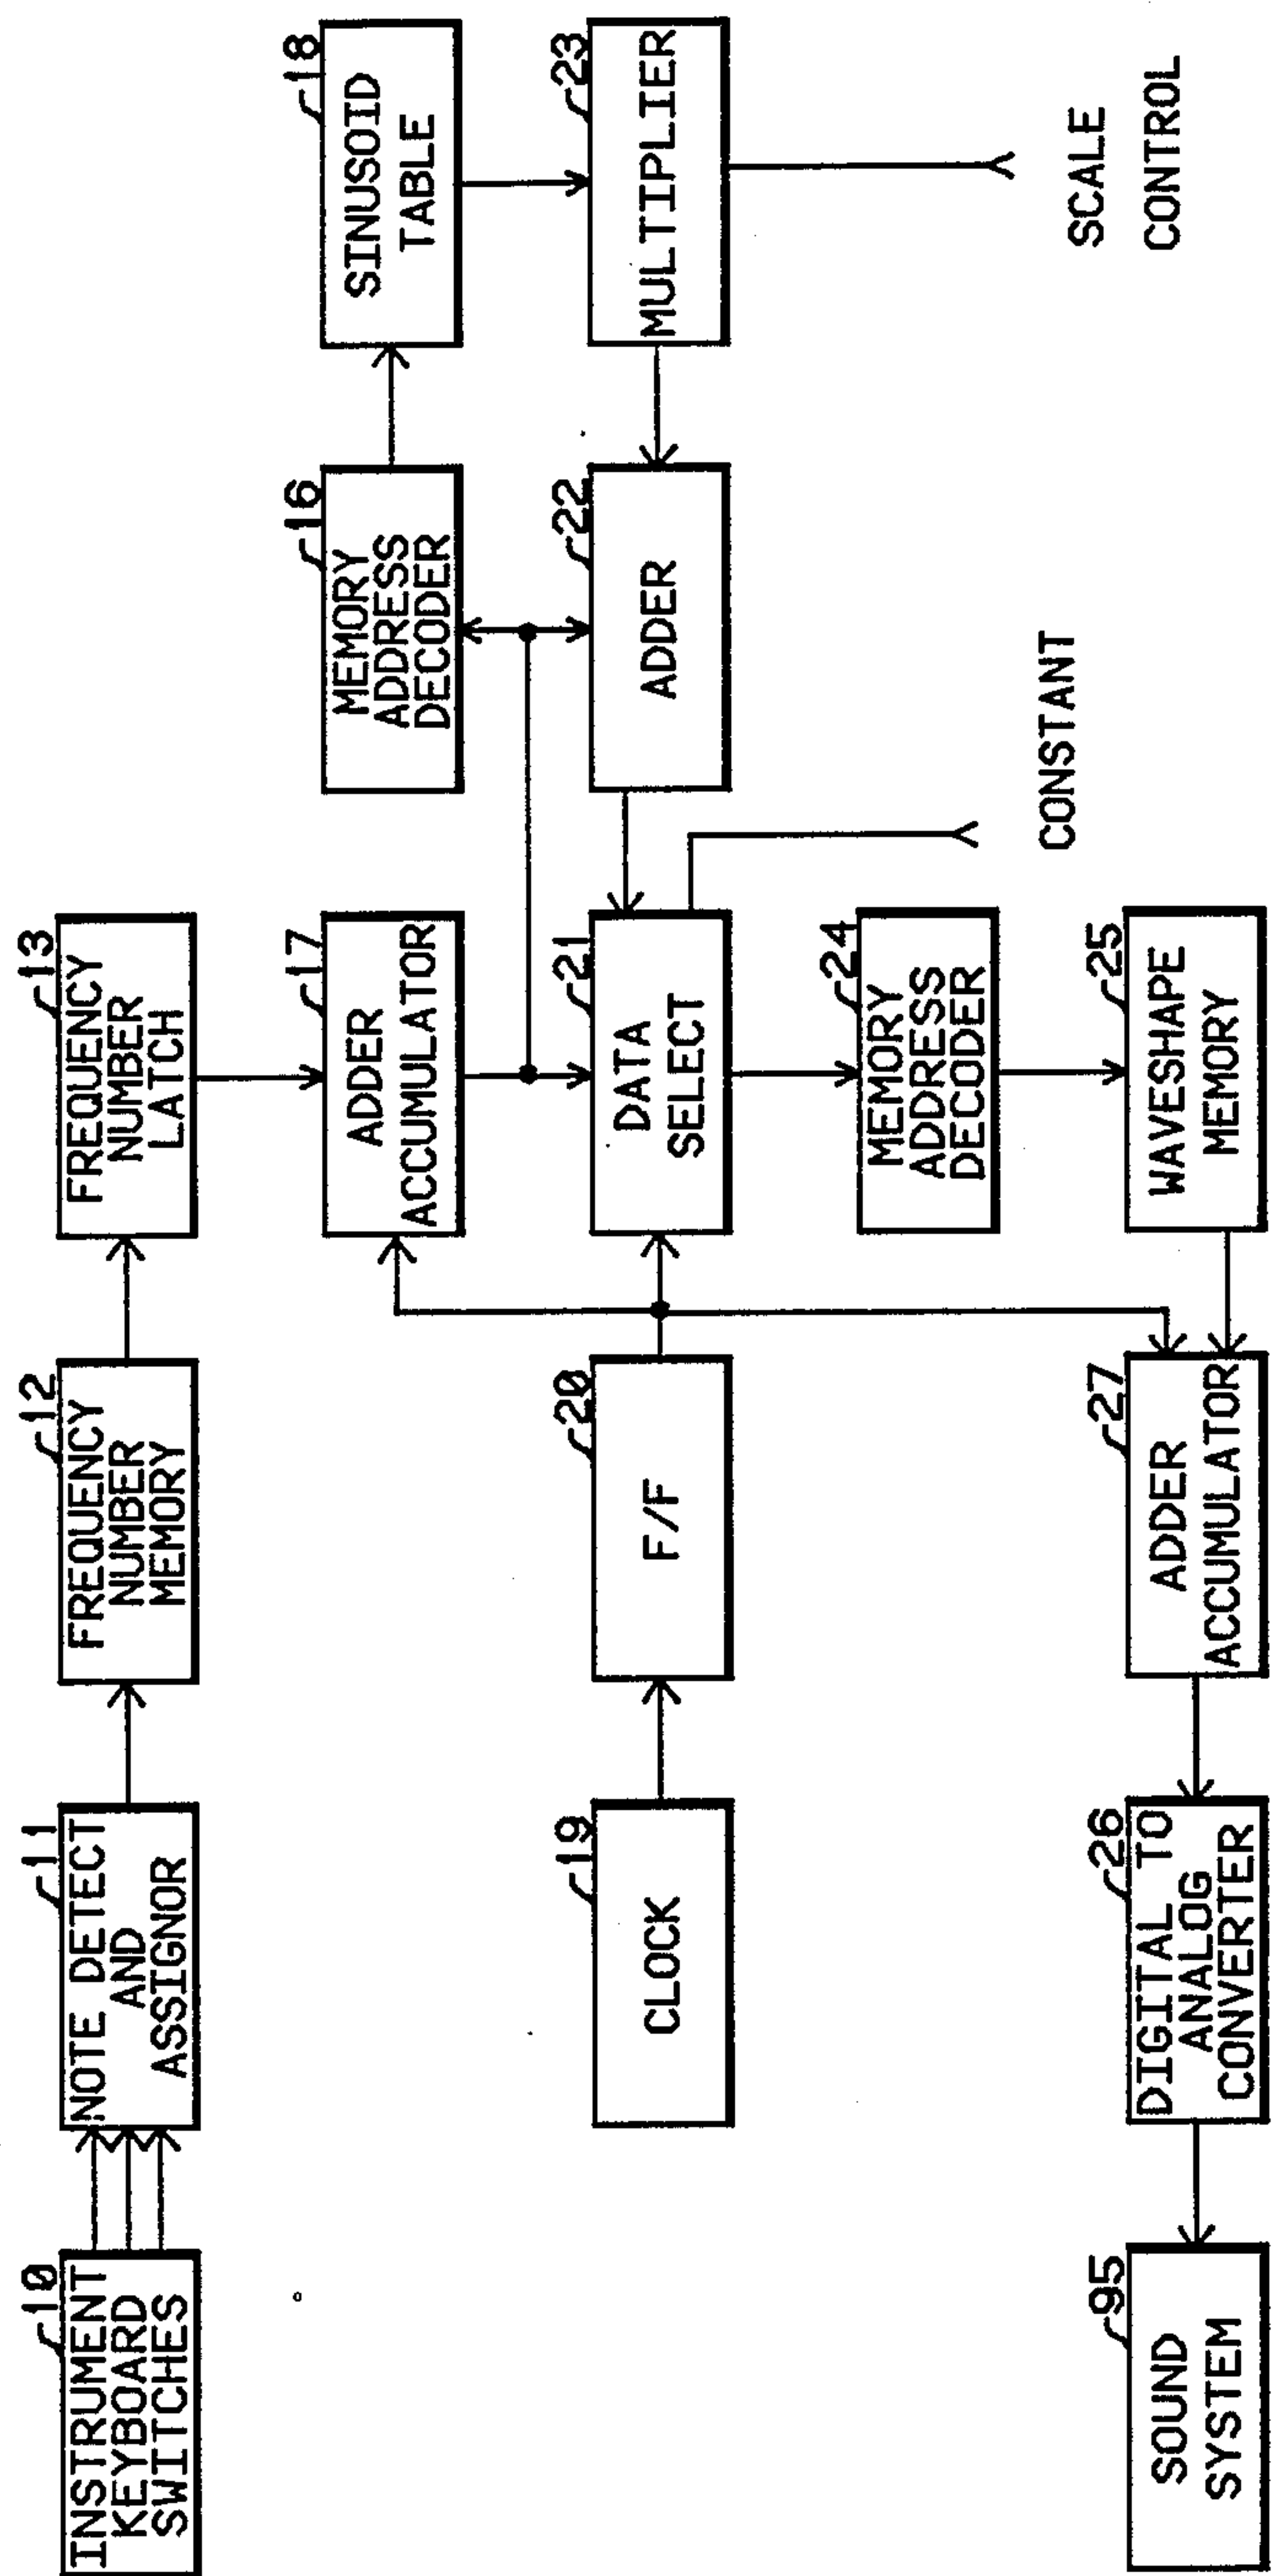 10
INSTRUMENT
KEYBOARD
SWITCHES
11
NOTE DETECT
AND
ASSIGNOR
12
FREQUENCY
NUMBER
MEMORY
13
FREQUENCY
NUMBER
LATCH
17
ADDER
ACCUMULATOR
16
MEMORY
ADDRESS
DECODER
18
SINUSOID
TABLE
19
CLOCK
20
F/F
21
DATA
SELECT
22
ADDER
23
MULTIPLIER
24
MEMORY
ADDRESS
DECODER
CONSTANT
SCALE
CONTROL
95
SOUND
SYSTEM
26
DIGITAL TO
ANALOG
CONVERTER
27
ADDER
ACCUMULATOR
25
WAVESHAPE
MEMORY